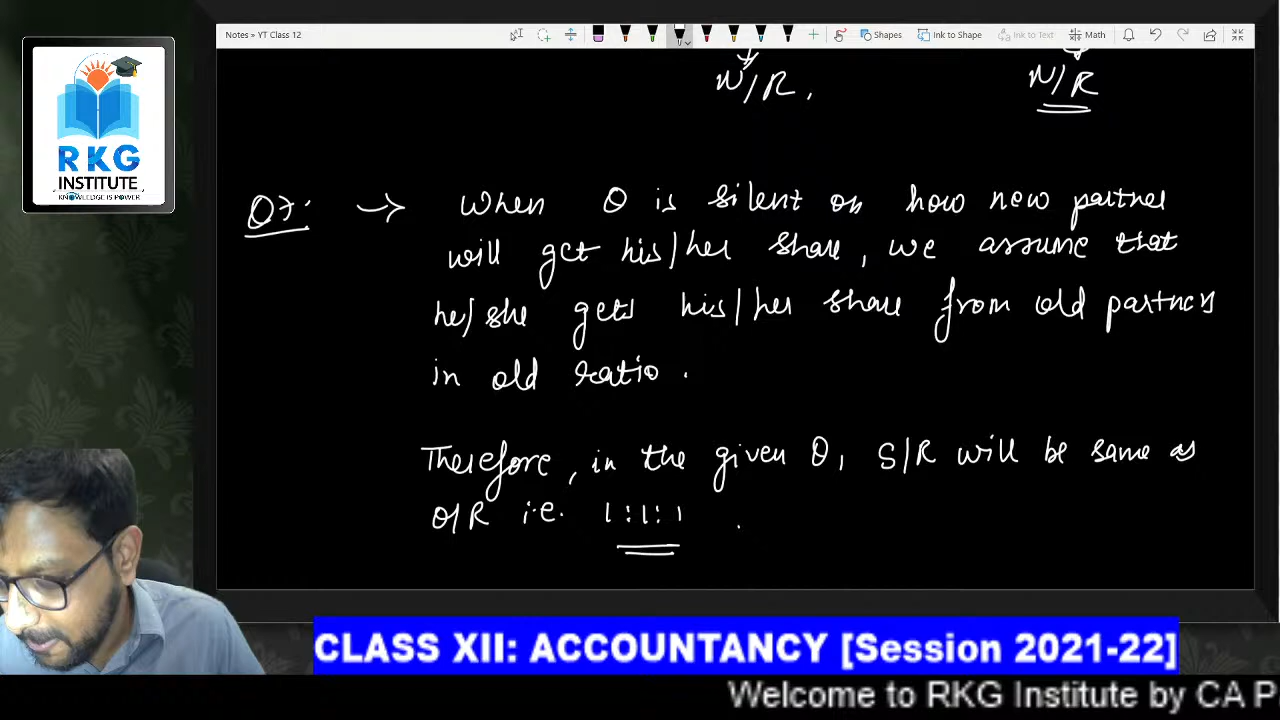 Notes » YT Class 12
Shapes
Ink to Shape
Ink to Text
Math
N/R,
N/R
RKG
INSTITUTE
KNOWLEDGE IS POWER
Q7: → When Q is silent on how new partner
will get his/her share, we assume that
he/she gets his/her share from old partners
in old ratio.
Therefore, in the given Q, S/R will be same as
O/R i.e. 1:1:1
CLASS XII: ACCOUNTANCY [Session 2021-22]
Welcome to RKG Institute by CA P